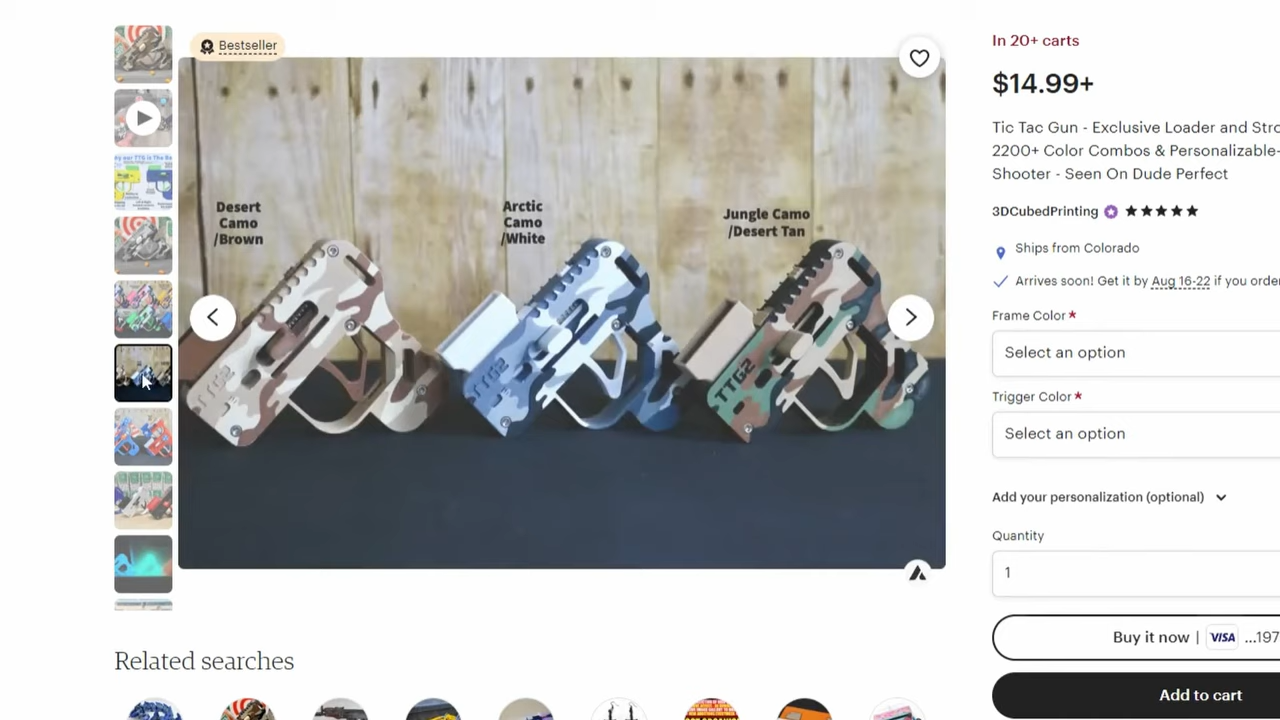 Bestseller
Desert
Camo
/Brown
Arctic
Camo
/White
Jungle Camo
/Desert Tan
TTG2
TTG2
TTG2
In 20+ carts
$14.99+
Tic Tac Gun - Exclusive Loader and
2200+ Color Combos & Personalizable-
Shooter - Seen On Dude Perfect
3DCubedPrinting
Ships from Colorado
Arrives soon! Get it by Aug 16-22 if you
Frame Color *
Select an option
Trigger Color *
Select an option
Add your personalization (optional)
Quantity
1
Buy it now | VISA ...197
Add to cart
Related searches